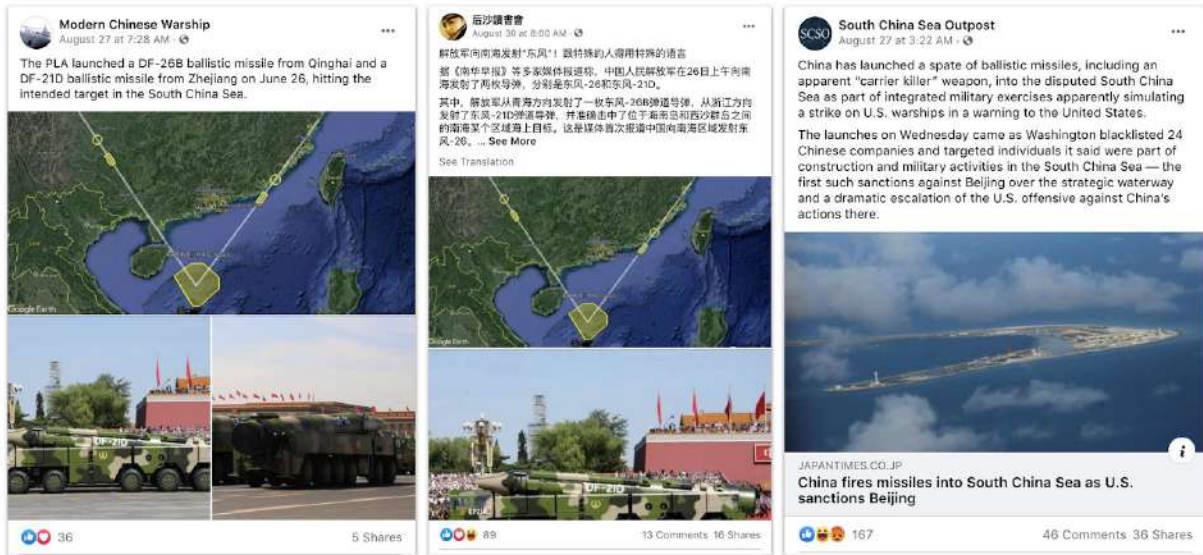 Modern Chinese Warship
August 27 at 7:28 AM ·
The PLA launched a DF-26B ballistic missile from Qinghai and a
DF-21D ballistic missile from Zhejiang on June 26, hitting the
intended target in the South China Sea.
Google Earth
DF-21D
36
5 Shares
后沙讀書會
August 30 at 8:00 AM ·
解放军向南海发射“东风”！跟特殊的人得用特殊的语言
据《南华早报》等多家媒体报道称，中国人民解放军在26日上午向南
海发射了两枚导弹，分别是东风-26和东风-21D。
其中，解放军从青海方向发射了一枚东风-26B弹道导弹，从浙江方向
发射了东风-21D弹道导弹，并准确击中了位于海南岛和西沙群岛之间
的南海某个区域海上目标。这是媒体首次报道中国向南海区域发射东
风-26。... See More
See Translation
Google Earth
DF-21D
89
13 Comments 16 Shares
SCSO
South China Sea Outpost
August 27 at 3:22 AM ·
China has launched a spate of ballistic missiles, including an
apparent "carrier killer" weapon, into the disputed South China
Sea as part of integrated military exercises apparently simulating
a strike on U.S. warships in a warning to the United States.
The launches on Wednesday came as Washington blacklisted 24
Chinese companies and targeted individuals it said were part of
construction and military activities in the South China Sea — the
first such sanctions against Beijing over the strategic waterway
and a dramatic escalation of the U.S. offensive against China's
actions there.
JAPANTIMES.CO.JP
China fires missiles into South China Sea as U.S.
sanctions Beijing
167
46 Comments 36 Shares